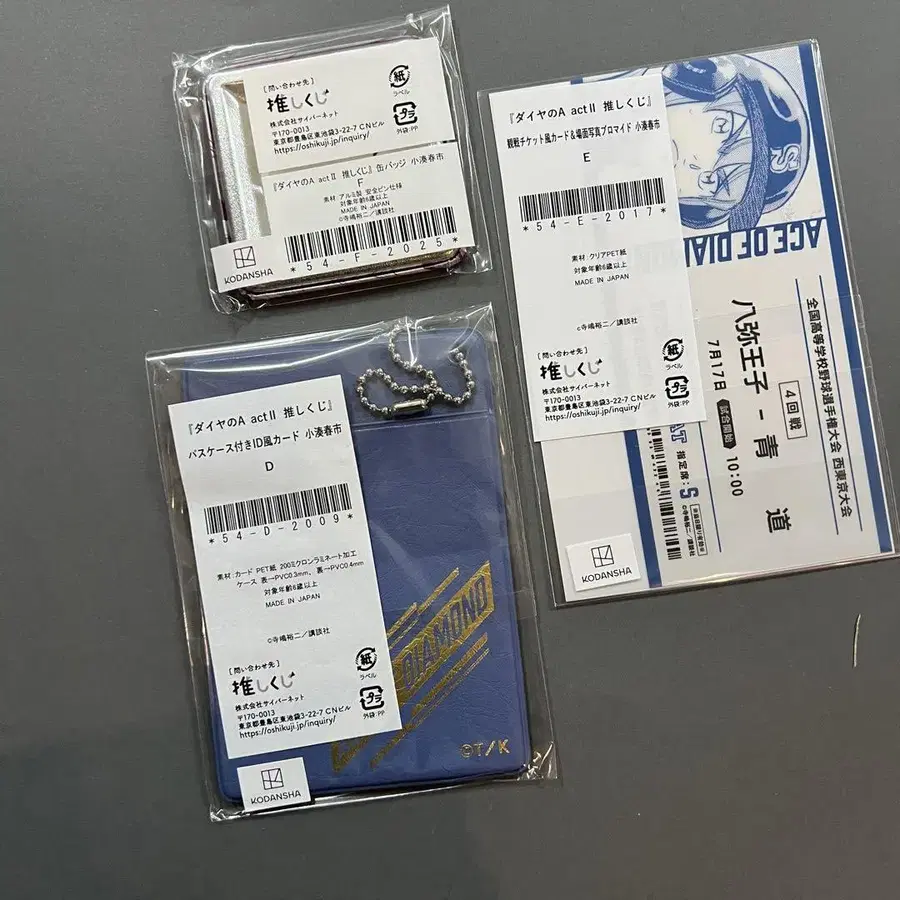 [問い合わせ先]
推しくじ
株式会社サイバーネット
〒170-0013
東京都豊島区東池袋3-22-7 CNビル
https://oshikuji.jp/inquiry/
紙
ラベル
プラ
外袋:PP
『ダイヤのA actⅡ 推しくじ』缶バッジ 小湊春市
F
素材:アルミ製 安全ピン仕様
対象年齢6歳以上
MADE IN JAPAN
©寺嶋裕二/講談社
*54-F-2025*
KODANSHA
『ダイヤのA actⅡ 推しくじ』
観戦チケット風カード&場面写真ブロマイド 小湊春市
E
*54-E-2017*
素材:クリアPET紙
対象年齢6歳以上
MADE IN JAPAN
c寺嶋裕二/講談社
[問い合わせ先]
推しくじ
株式会社サイバーネット
〒170-0013
東京都豊島区東池袋3-22-7 CNビル
https://oshikuji.jp/inquiry/
紙
ラベル
プラ
外袋:PP
KODANSHA
S
ACE OF DIAM
全国高等学校野球選手権大会 西東京大会
4回戦
八弥王子 - 青道
7月17日 試合開始 10:00
AT 指定席:S
©寺嶋裕二/講談社
『ダイヤのA actⅡ 推しくじ』
パスケース付きID風カード 小湊春市
D
*54-D-2009*
素材:カード PET紙 200ミクロンラミネート加工
ケース 表→PVC0.3mm、裏→PVC0.4mm
対象年齢6歳以上
MADE IN JAPAN
©寺嶋裕二/講談社
[問い合わせ先]
推しくじ
株式会社サイバーネット
〒170-0013
東京都豊島区東池袋3-22-7 CNビル
https://oshikuji.jp/inquiry/
紙
ラベル
プラ
外袋:PP
DIAMOND
©T/K
KODANSHA